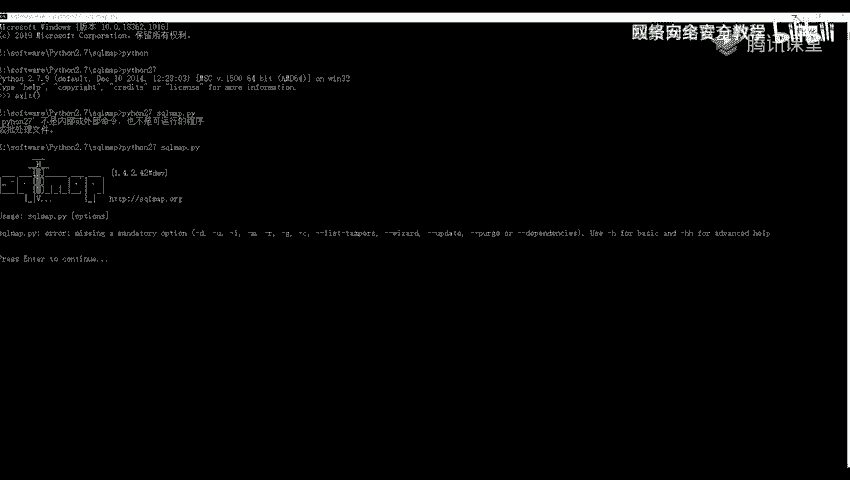 Microsoft Windows [版本 10.0.18362.1016]
(c) 2019 Microsoft Corporation。保留所有权利。
E:\software\Python2.7\sqlmap>python
E:\software\Python2.7\sqlmap>python27
Python 2.7.9 (default, Dec 10 2014, 12:28:03) [MSC v.1500 64 bit (AMD64)] on win32
Type "help", "copyright", "credits" or "license" for more information.
>>> exit()
E:\software\Python2.7\sqlmap>pyhon27 sqlmap.py
'pyhon27' 不是内部或外部命令，也不是可运行的程序
或批处理文件。
E:\software\Python2.7\sqlmap>python27 sqlmap.py
{1.4.2.42#dev}
http://sqlmap.org
Usage: sqlmap.py [options]
sqlmap.py: error: missing a mandatory option (-d, -u, -l, -m, -r, -g, -c, --list-tampers, --wizard, --update, --purge or --dependencies). Use -h for basic and -hh for advanced help
Press Enter to continue...
网络安全教程
bilibili
腾讯课堂